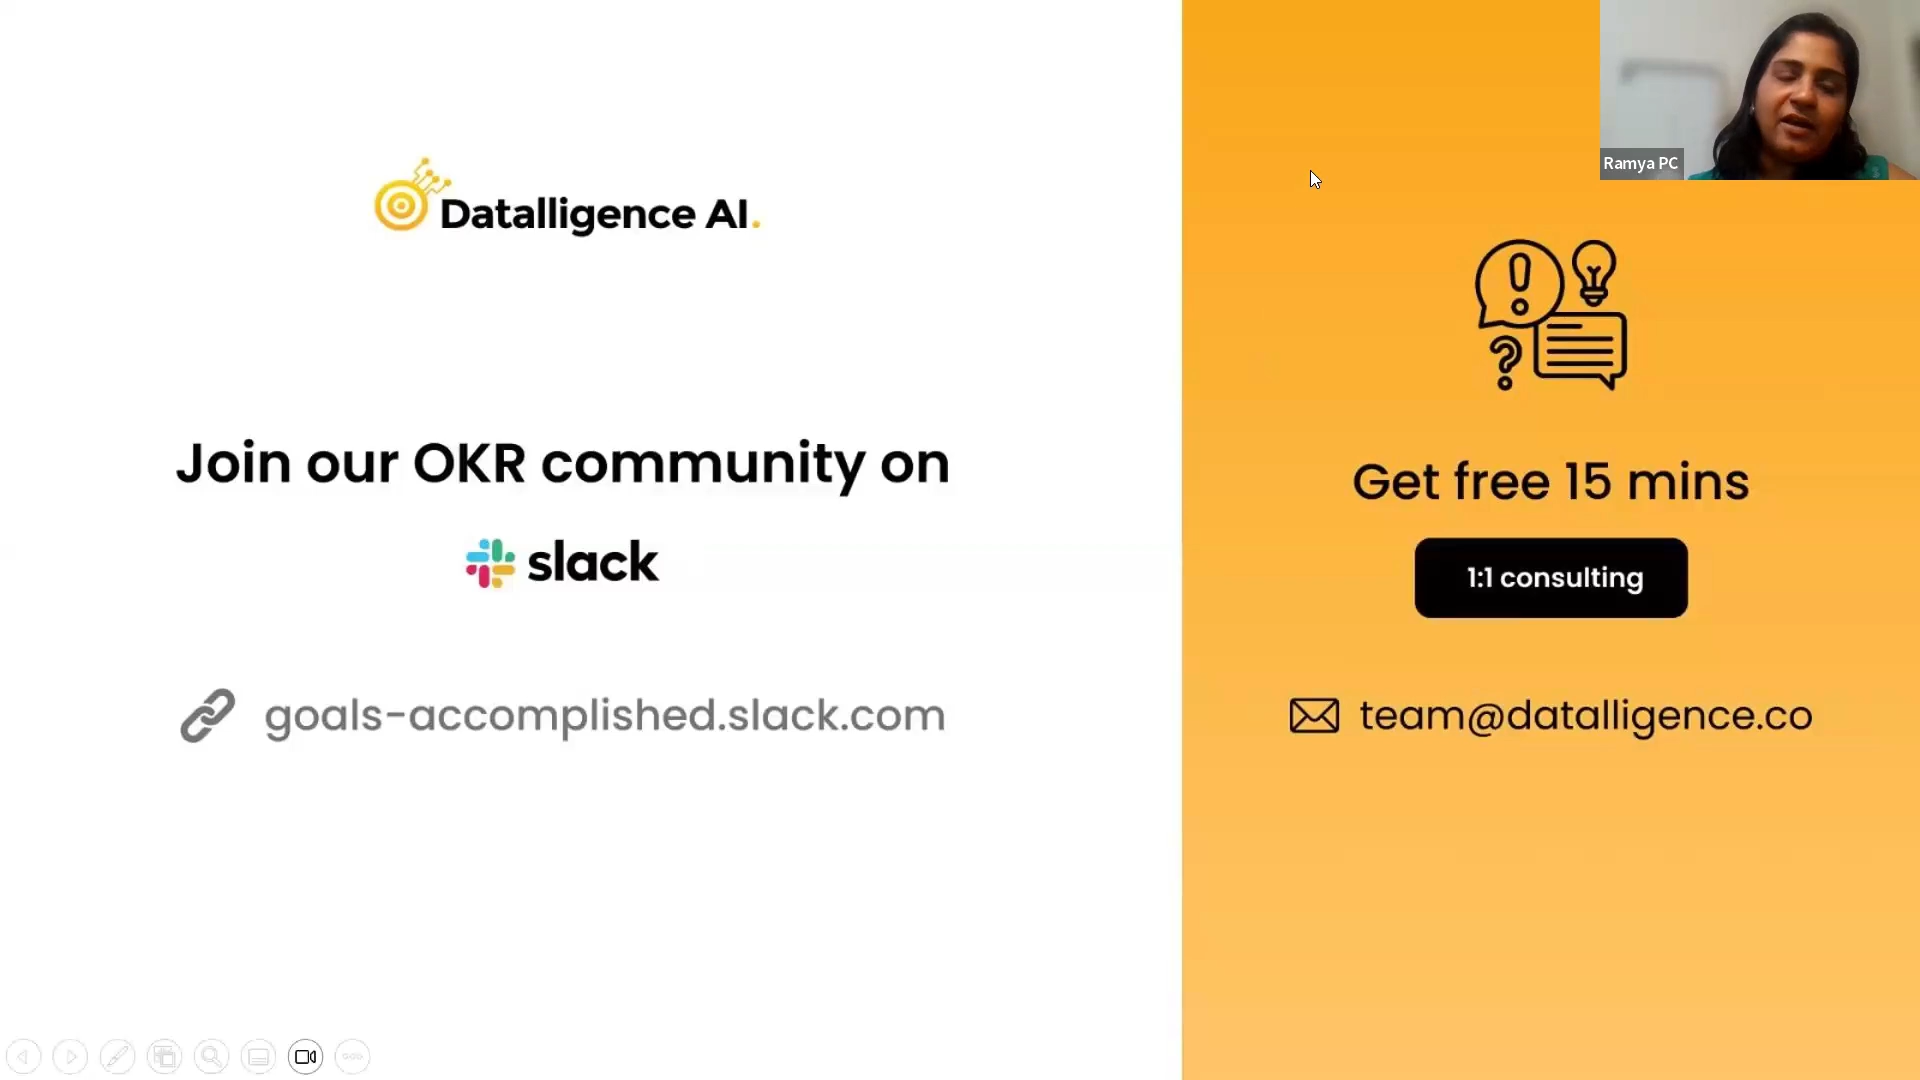 Datalligence AI.
Join our OKR community on
slack
goals-accomplished.slack.com
Ramya PC
Get free 15 mins
1:1 consulting
team@datalligence.co